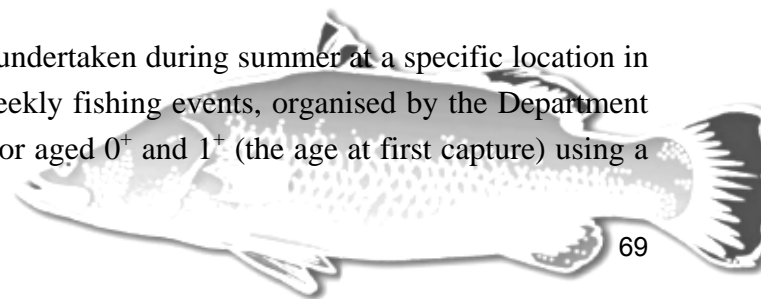 undertaken during summer at a specific location in
eekly fishing events, organised by the Department
or aged 0⁺ and 1⁺ (the age at first capture) using a
69